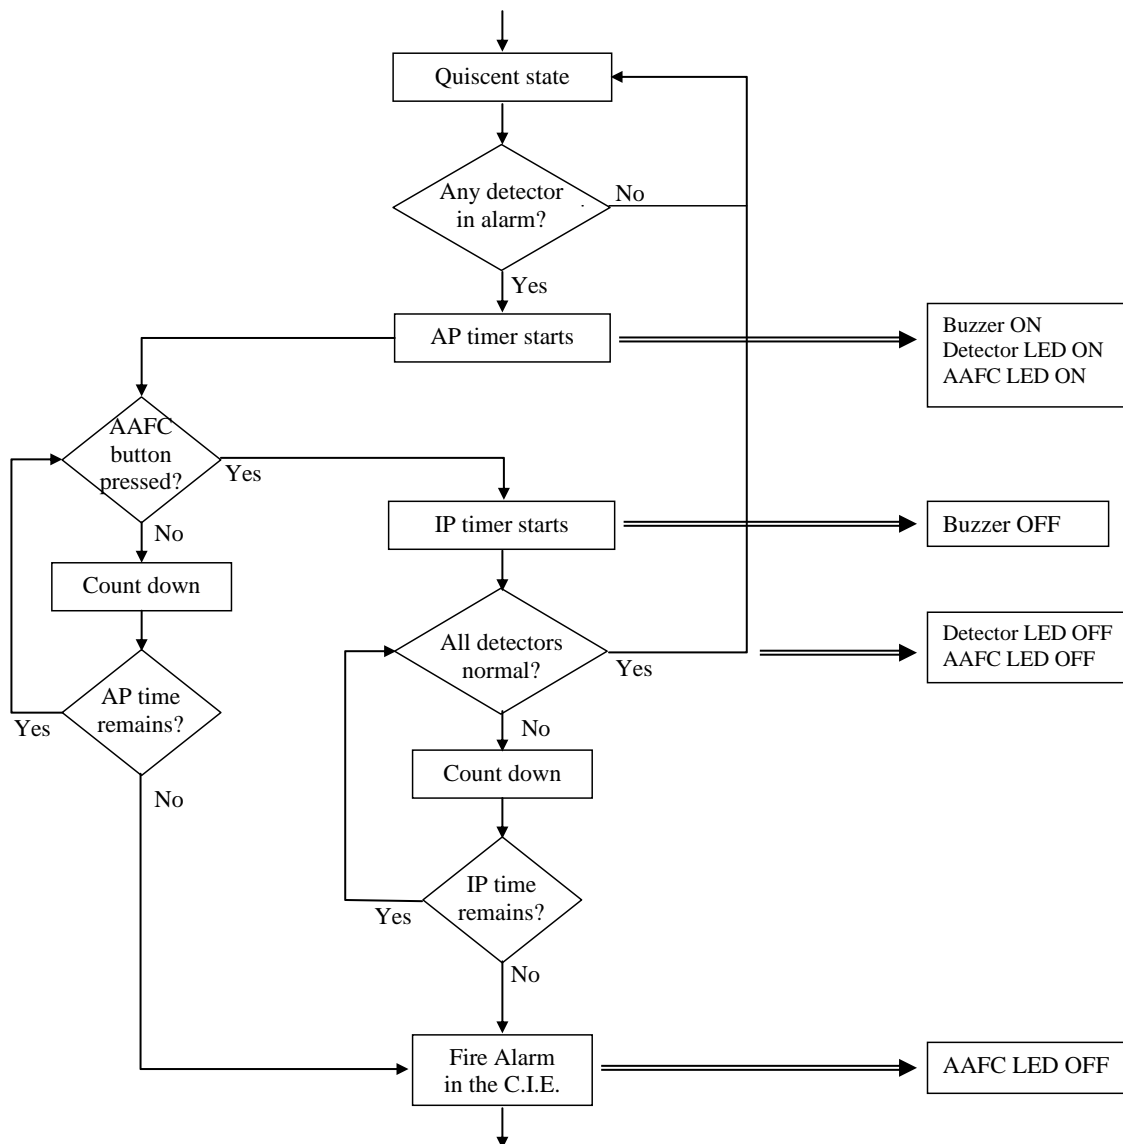 Quiscent state
Any detector
in alarm?
No
Yes
AP timer starts
Buzzer ON
Detector LED ON
AAFC LED ON
AAFC
button
pressed?
Yes
No
IP timer starts
Buzzer OFF
Count down
All detectors
normal?
Yes
Detector LED OFF
AAFC LED OFF
AP time
remains?
Yes
No
No
Count down
IP time
remains?
Yes
No
Fire Alarm
in the C.I.E.
AAFC LED OFF